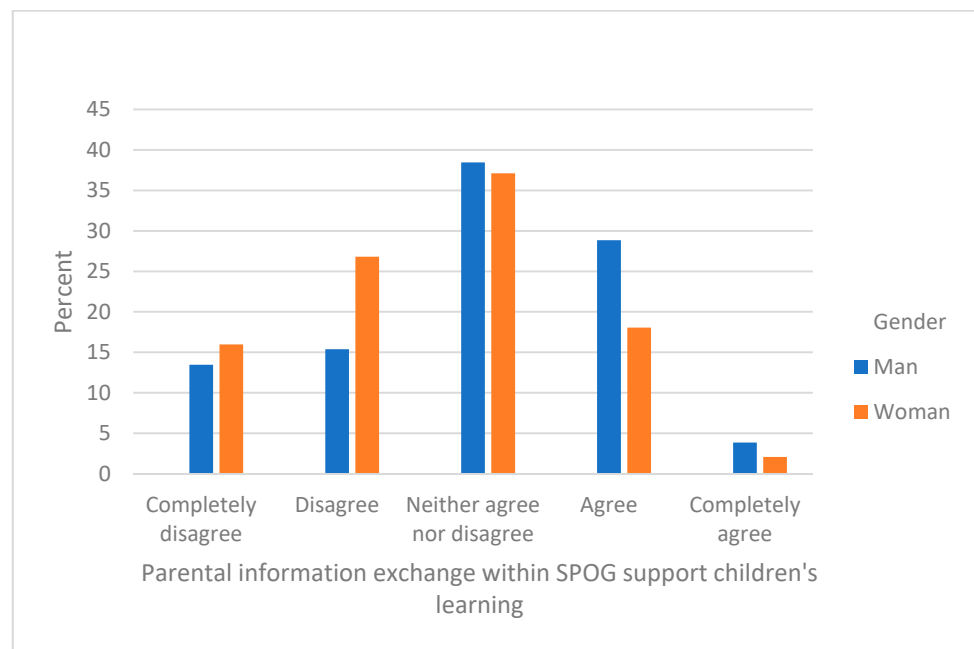 45
40
35
30
25
20
15
10
5
0
Percent
Completely
disagree
Disagree
Neither agree
nor disagree
Agree
Completely
agree
Parental information exchange within SPOG support children's
learning
Gender
Man
Woman